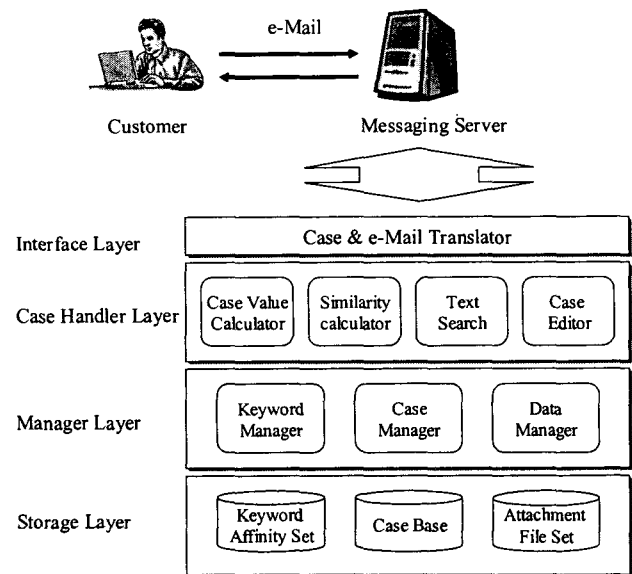 e-Mail
Customer
Messaging Server
Interface Layer
Case & e-Mail Translator
Case Handler Layer
Case Value
Calculator
Similarity
calculator
Text
Search
Case
Editor
Manager Layer
Keyword
Manager
Case
Manager
Data
Manager
Storage Layer
Keyword
Affinity Set
Case Base
Attachment
File Set